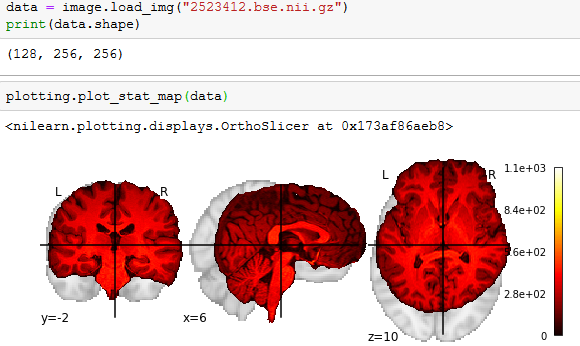 data = image.load_img("2523412.bse.nii.gz")
print(data.shape)
(128, 256, 256)
plotting.plot_stat_map(data)
<nilearn.plotting.displays.OrthoSlicer at 0x173af86aeb8>
L R
L R
1.1e+03
8.4e+02
5.6e+02
2.8e+02
0
y=-2
x=6
z=10